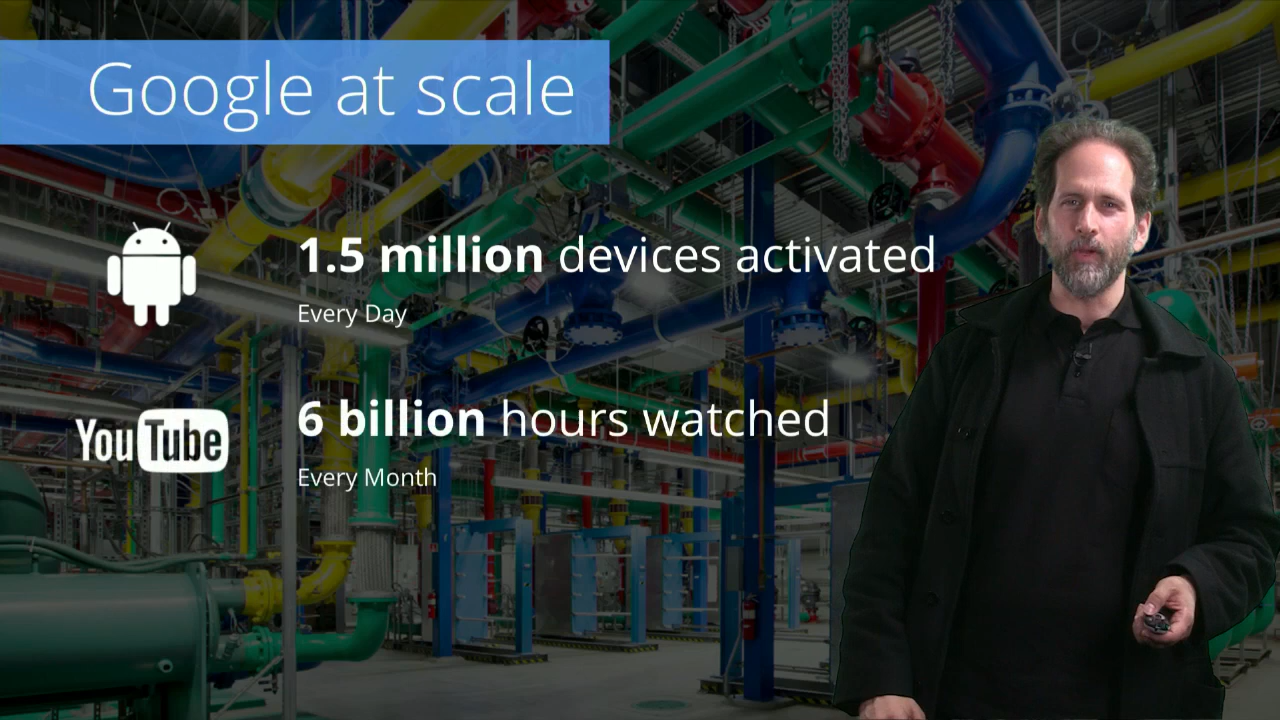 Google at scale
1.5 million devices activated
Every Day
YouTube
6 billion hours watched
Every Month